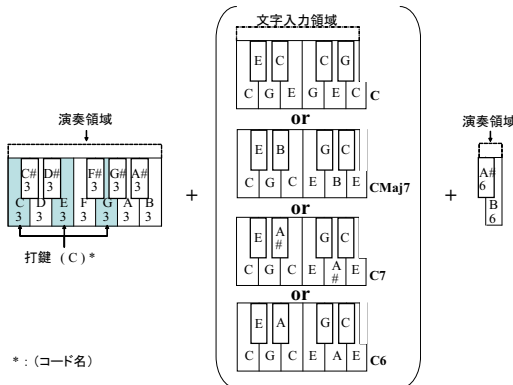 文字入力領域
E C C G
C G E G E C C
or
演奏領域
C# 3 D# 3 F# 3 G# 3 A# 3
C 3 D 3 E 3 F 3 G 3 A 3 B 3
打鍵 (C) *
+
E B G C
C G C E B E CMaj7
or
E A# G C
C G C E A# E C7
or
E A G C
C G C E A E C6
+
演奏領域
A# 6
B 6
* : (コード名)